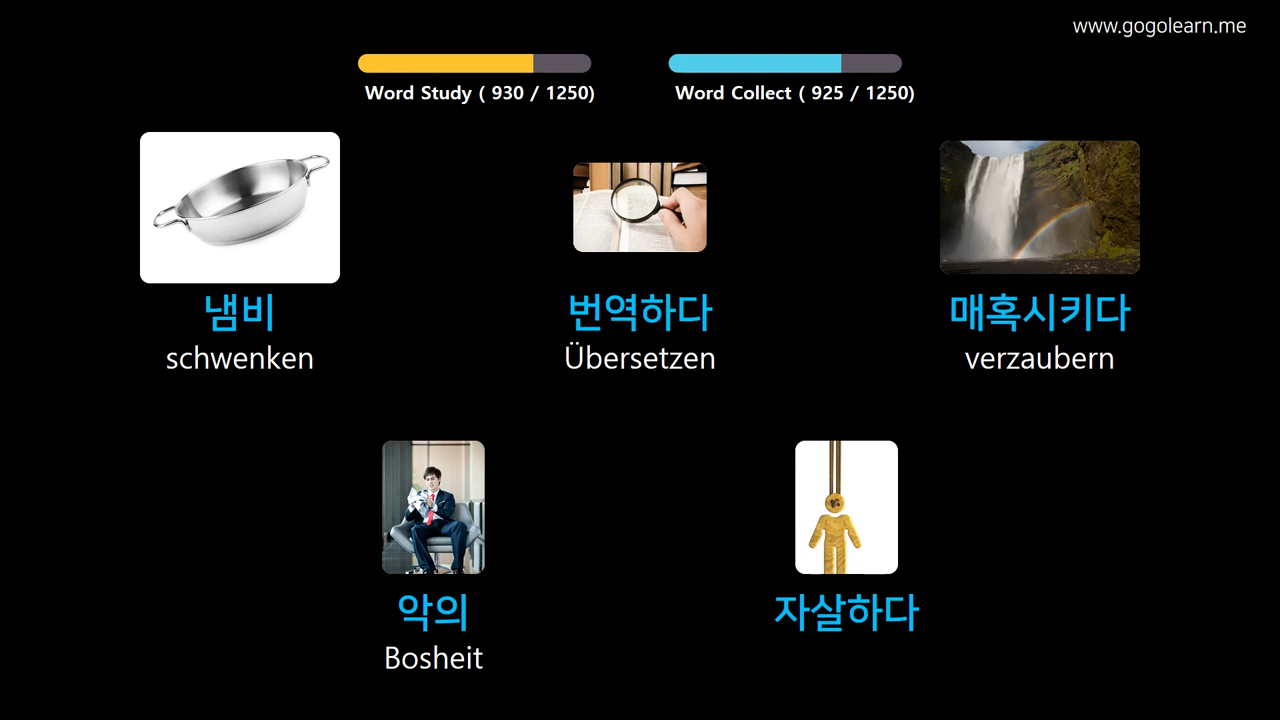 www.gogolearn.me
Word Study ( 930 / 1250)
Word Collect ( 925 / 1250)
냄비
schwenken
번역하다
Übersetzen
매혹시키다
verzaubern
악의
Bosheit
자살하다